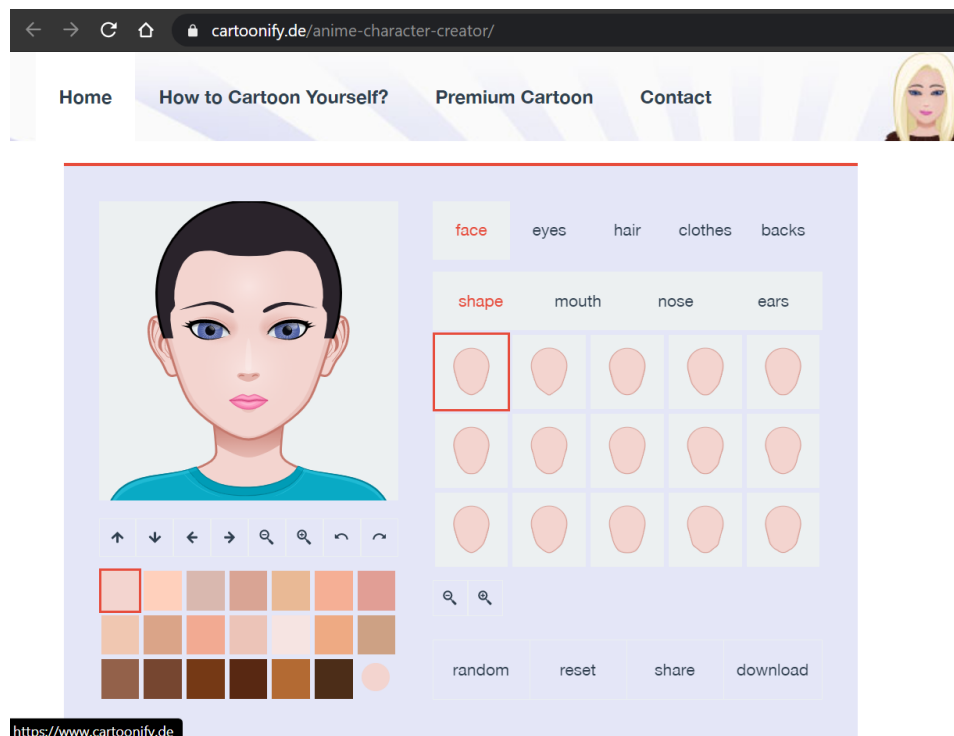 cartoonify.de/anime-character-creator/
Home How to Cartoon Yourself? Premium Cartoon Contact
face eyes hair clothes backs
shape mouth nose ears
random reset share download
https://www.cartoonify.de